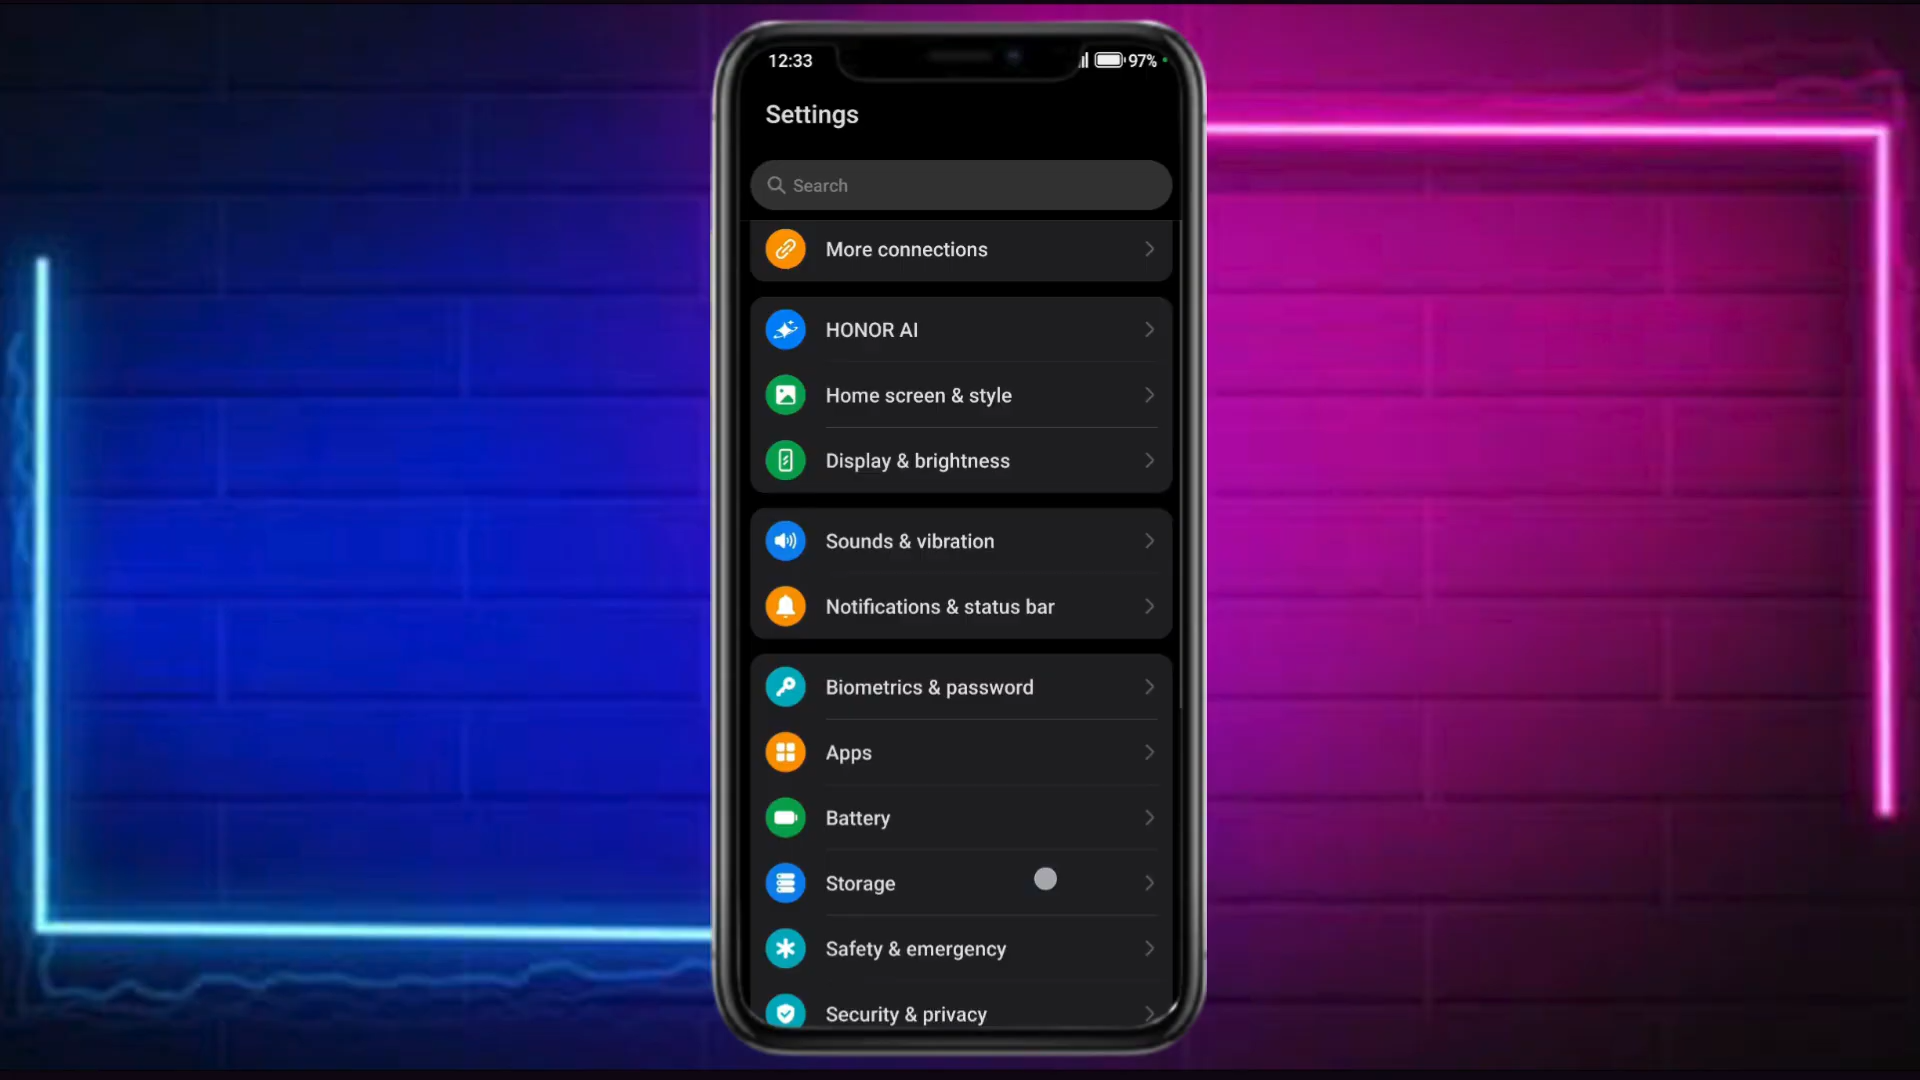 12:33
97%
Settings
Search
More connections
HONOR AI
Home screen & style
Display & brightness
Sounds & vibration
Notifications & status bar
Biometrics & password
Apps
Battery
Storage
Safety & emergency
Security & privacy